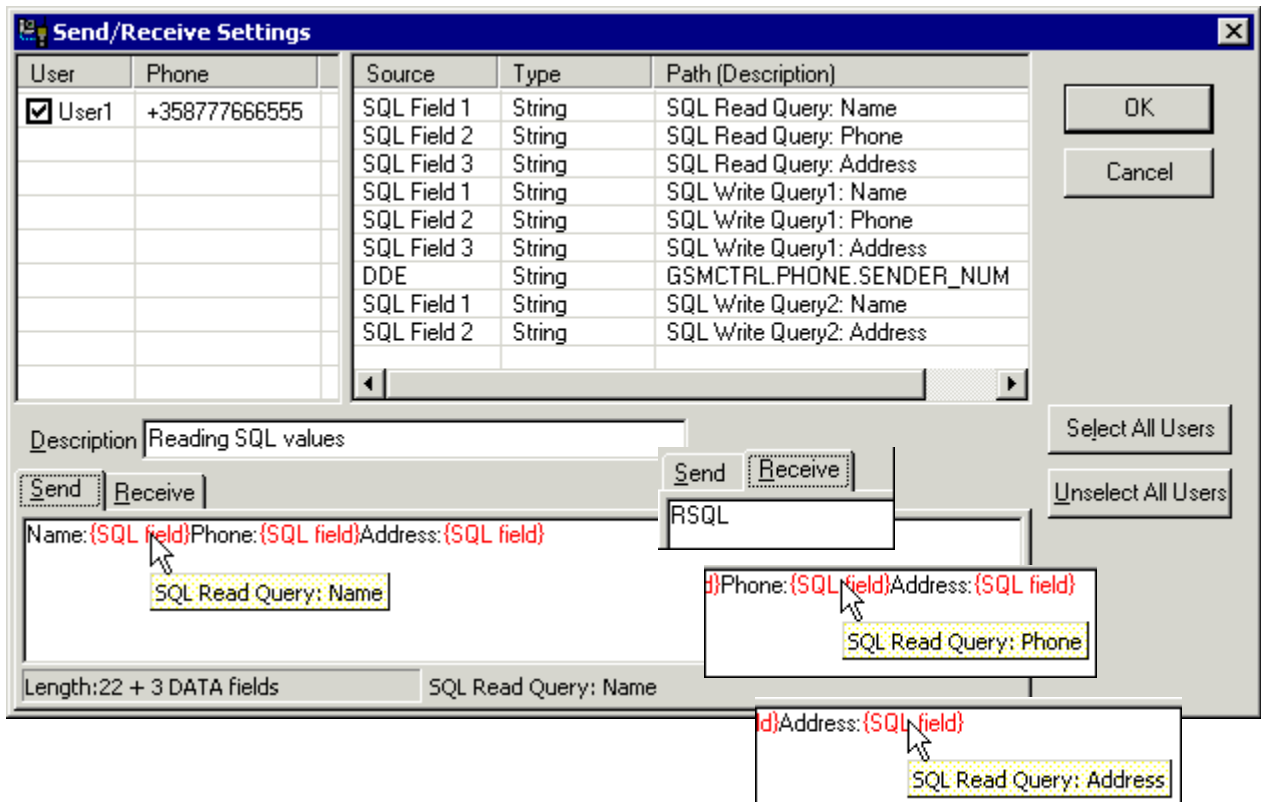 Send/Receive Settings
User Phone
User1 +358777666555
Source Type Path (Description)
SQL Field 1 String SQL Read Query: Name
SQL Field 2 String SQL Read Query: Phone
SQL Field 3 String SQL Read Query: Address
SQL Field 1 String SQL Write Query1: Name
SQL Field 2 String SQL Write Query1: Phone
SQL Field 3 String SQL Write Query1: Address
DDE String GSMCTRL.PHONE.SENDER_NUM
SQL Field 1 String SQL Write Query2: Name
SQL Field 2 String SQL Write Query2: Address
OK
Cancel
Select All Users
Unselect All Users
Description Reading SQL values
Send Receive
Name:{SQL field}Phone:{SQL field}Address:{SQL field}
SQL Read Query: Name
Length:22 + 3 DATA fields SQL Read Query: Name
Send Receive
RSQL
d}Phone:{SQL field}Address:{SQL field}
SQL Read Query: Phone
ld}Address:{SQL field}
SQL Read Query: Address